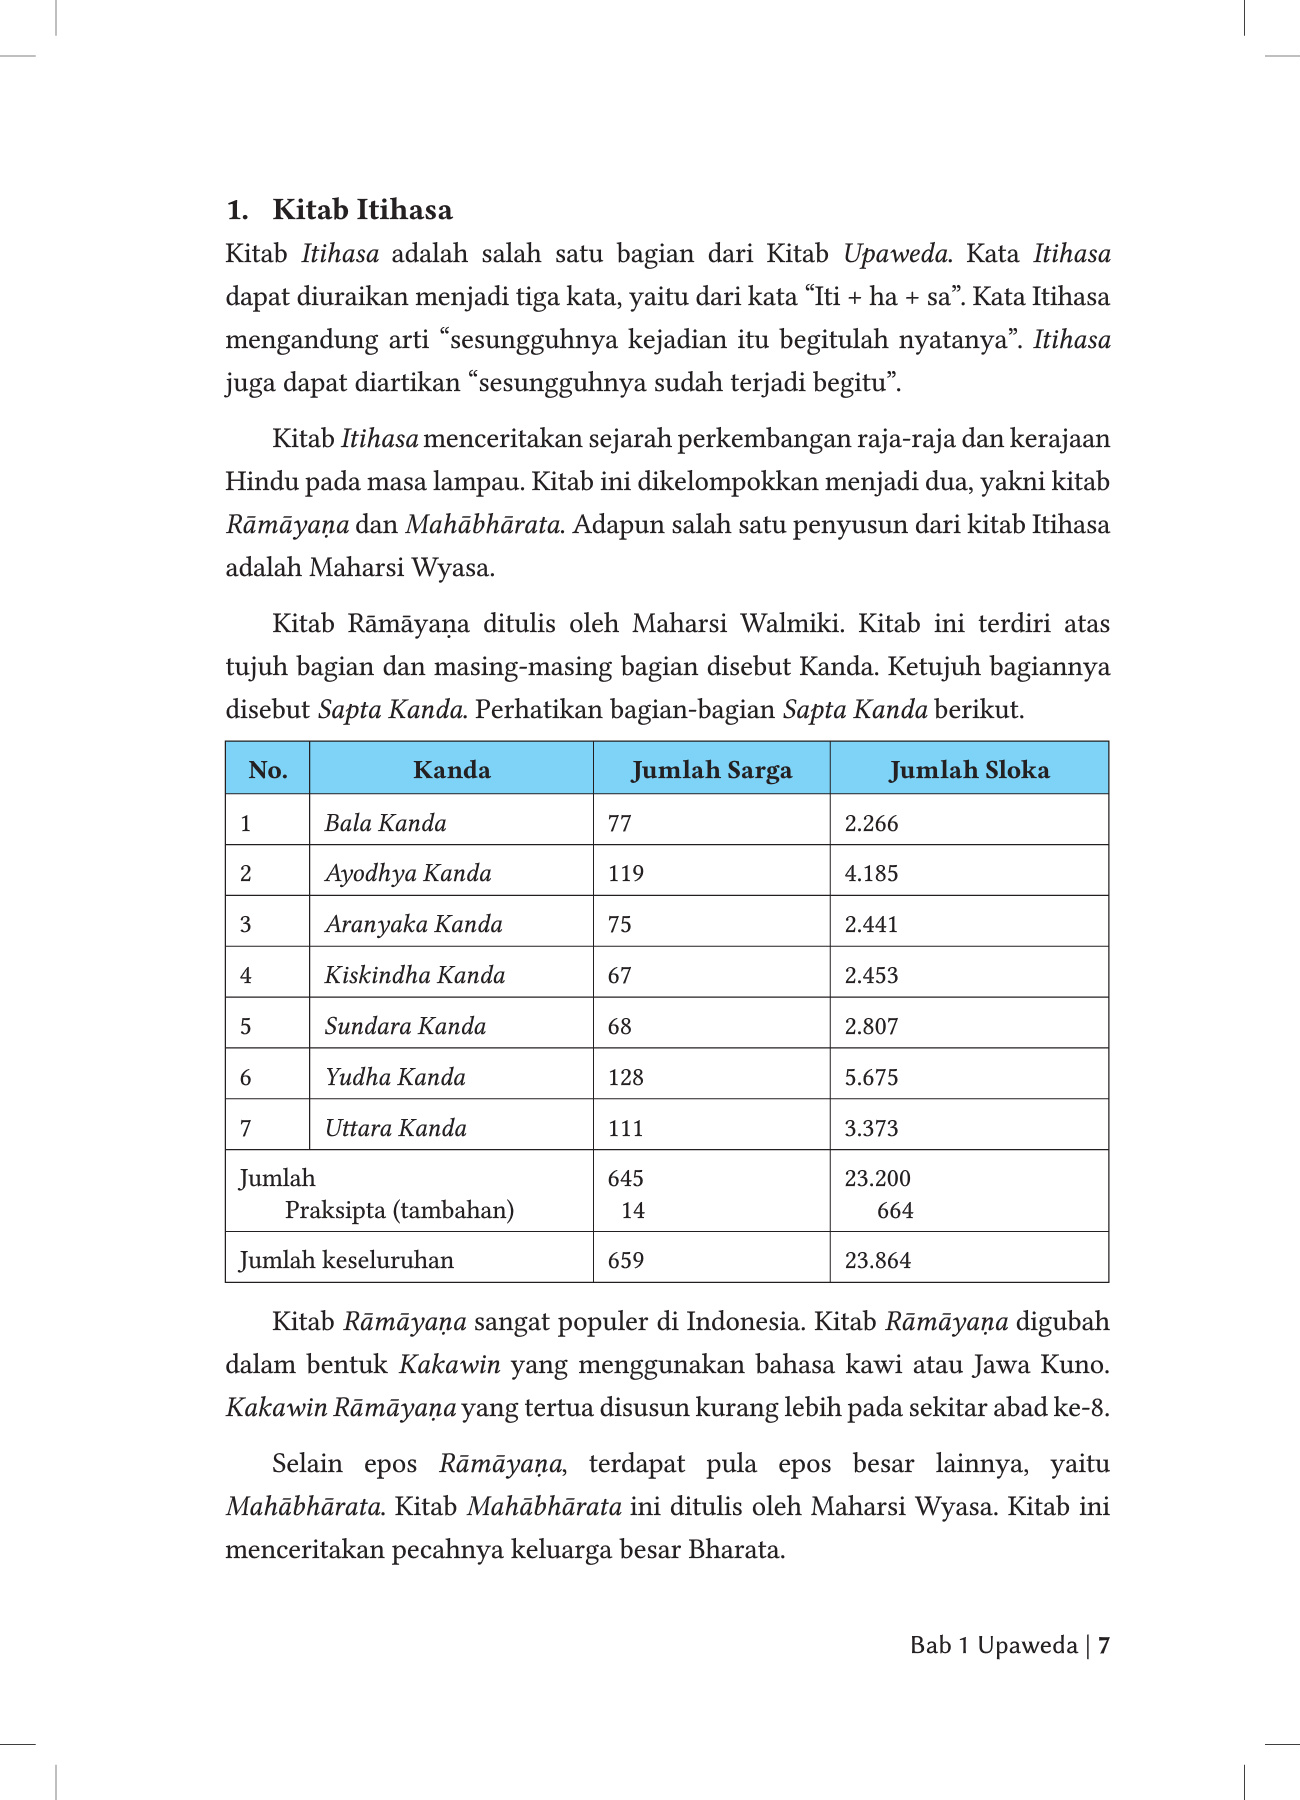 1. Kitab Itihasa
Kitab Itihasa adalah salah satu bagian dari Kitab Upaweda. Kata Itihasa
dapat diuraikan menjadi tiga kata, yaitu dari kata “Iti + ha + sa”. Kata Itihasa
mengandung arti “sesungguhnya kejadian itu begitulah nyatanya”. Itihasa
juga dapat diartikan “sesungguhnya sudah terjadi begitu”.
Kitab Itihasa menceritakan sejarah perkembangan raja-raja dan kerajaan
Hindu pada masa lampau. Kitab ini dikelompokkan menjadi dua, yakni kitab
Rāmāyaṇa dan Mahābhārata. Adapun salah satu penyusun dari kitab Itihasa
adalah Maharsi Wyasa.
Kitab Rāmāyaṇa ditulis oleh Maharsi Walmiki. Kitab ini terdiri atas
tujuh bagian dan masing-masing bagian disebut Kanda. Ketujuh bagiannya
disebut Sapta Kanda. Perhatikan bagian-bagian Sapta Kanda berikut.
No. Kanda Jumlah Sarga Jumlah Sloka
1 Bala Kanda 77 2.266
2 Ayodhya Kanda 119 4.185
3 Aranyaka Kanda 75 2.441
4 Kiskindha Kanda 67 2.453
5 Sundara Kanda 68 2.807
6 Yudha Kanda 128 5.675
7 Uttara Kanda 111 3.373
Jumlah 645 23.200
Praksipta (tambahan) 14 664
Jumlah keseluruhan 659 23.864
Kitab Rāmāyaṇa sangat populer di Indonesia. Kitab Rāmāyaṇa digubah
dalam bentuk Kakawin yang menggunakan bahasa kawi atau Jawa Kuno.
Kakawin Rāmāyaṇa yang tertua disusun kurang lebih pada sekitar abad ke-8.
Selain epos Rāmāyaṇa, terdapat pula epos besar lainnya, yaitu
Mahābhārata. Kitab Mahābhārata ini ditulis oleh Maharsi Wyasa. Kitab ini
menceritakan pecahnya keluarga besar Bharata.
Bab 1 Upaweda | 7